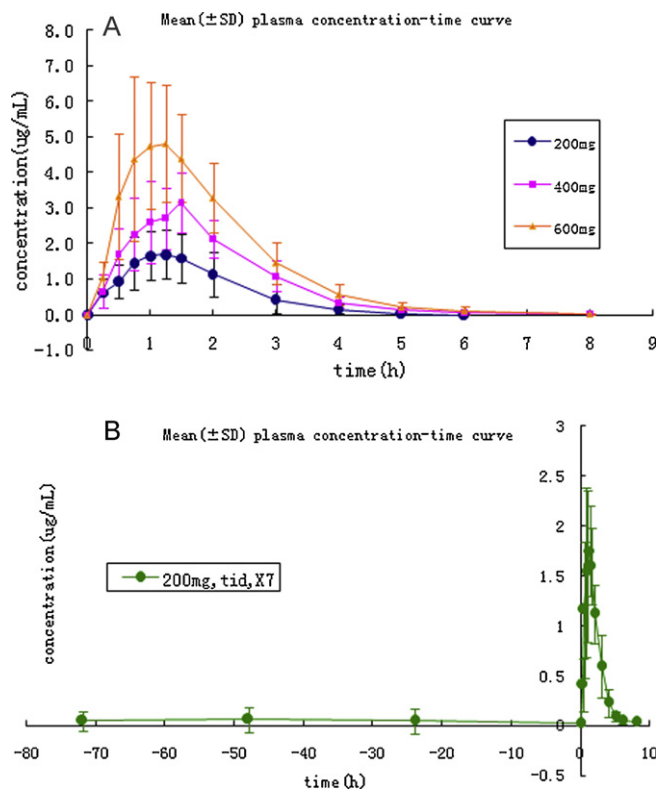 A
Mean(±SD) plasma concentration-time curve
concentration(ug/mL)
8.0
7.0
6.0
5.0
4.0
3.0
2.0
1.0
0.0
-1.0
0 1 2 3 4 5 6 7 8 9
time(h)
200mg
400mg
600mg
B
Mean(±SD) plasma concentration-time curve
concentration(ug/mL)
3
2.5
2
1.5
1
0.5
0
-0.5
200mg,tid,X7
-80 -70 -60 -50 -40 -30 -20 -10 0 10
time(h)